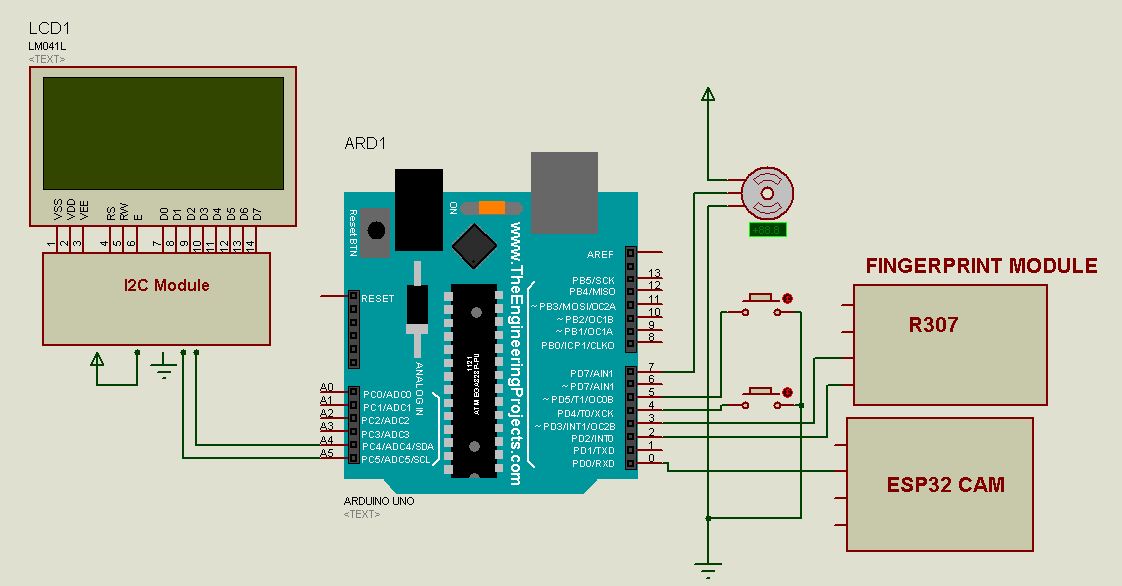 LCD1
LM041L
<TEXT>
VSS
VDD
VEE
RS
RW
E
D0
D1
D2
D3
D4
D5
D6
D7
1
2
3
4
5
6
7
8
9
10
11
12
13
14
I2C Module
ARD1
Reset BTN
ON
www.TheEngineeringProjects.com
RESET
ANALOG IN
1121
A0
PC0/ADC0
A1
PC1/ADC1
A2
PC2/ADC2
A3
PC3/ADC3
A4
PC4/ADC4/SDA
A5
PC5/ADC5/SCL
AREF
PB5/SCK
13
PB4/MISO
12
~PB3/MOSI/OC2A
11
~PB2/OC1B
10
~PB1/OC1A
9
PB0/ICP1/CLKO
8
PD7/AIN1
7
~PD7/AIN1
6
~PD5/T1/OC0B
5
PD4/T0/XCK
4
~PD3/INT1/OC2B
3
PD2/INT0
2
PD1/TXD
1
PD0/RXD
0
ARDUINO UNO
<TEXT>
+88.8
FINGERPRINT MODULE
R307
ESP32 CAM